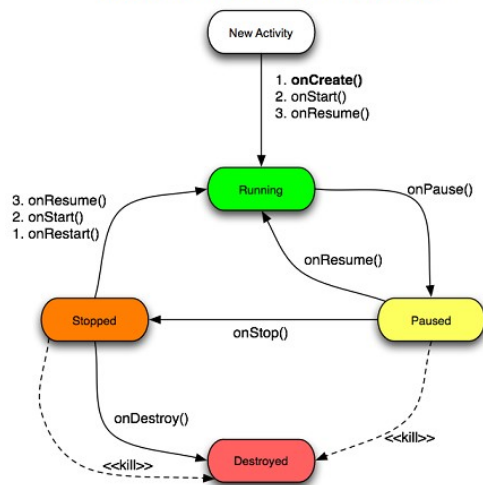 New Activity
1. onCreate()
2. onStart()
3. onResume()
Running
onPause()
3. onResume()
2. onStart()
1. onRestart()
onResume()
Stopped
Paused
onStop()
onDestroy()
<<kill>>
<<kill>>
Destroyed